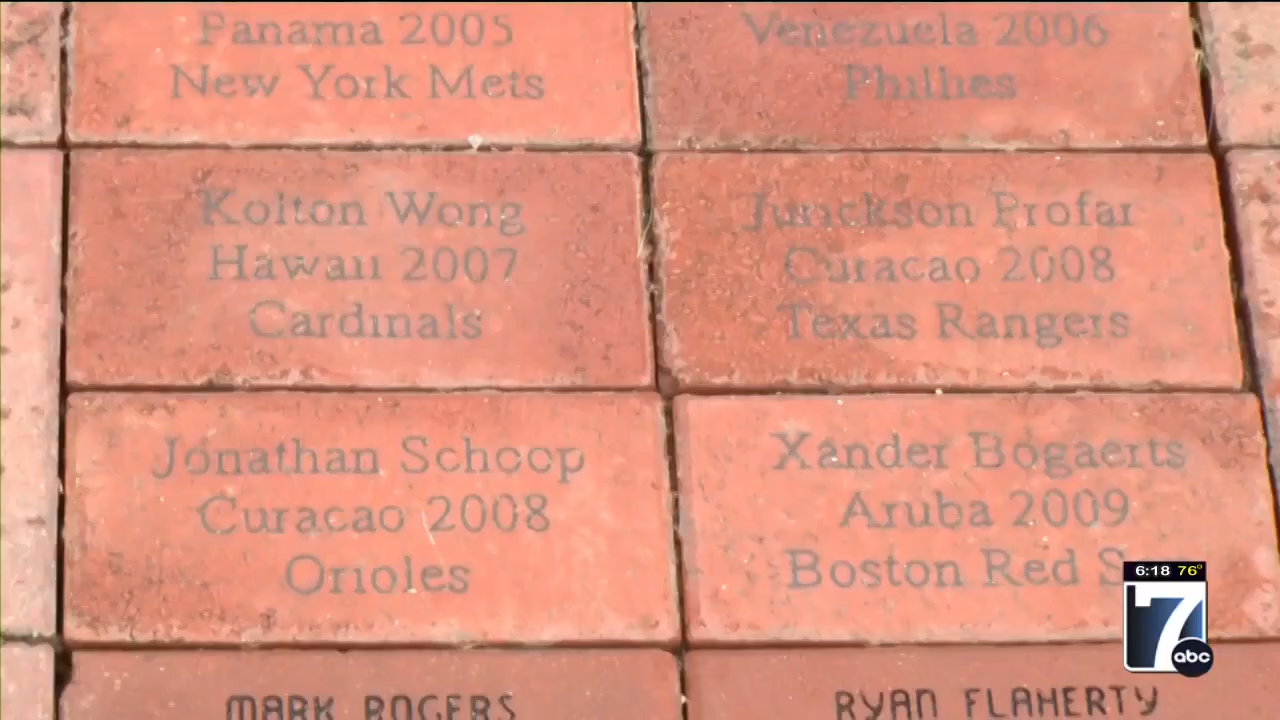 Panama 2005
New York Mets
Venezuela 2006
Phillies
Kolton Wong
Hawaii 2007
Cardinals
Jurickson Profar
Curacao 2008
Texas Rangers
Jonathan Schoop
Curacao 2008
Orioles
Xander Bogaerts
Aruba 2009
Boston Red
MARK ROGERS
RYAN FLAHERTY
6:18 76°
7
abc